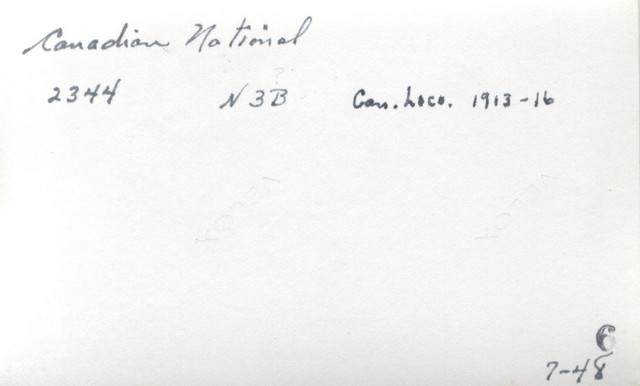 Canadian National
2344 N3B Can. Loco. 1913-16
6
7-48